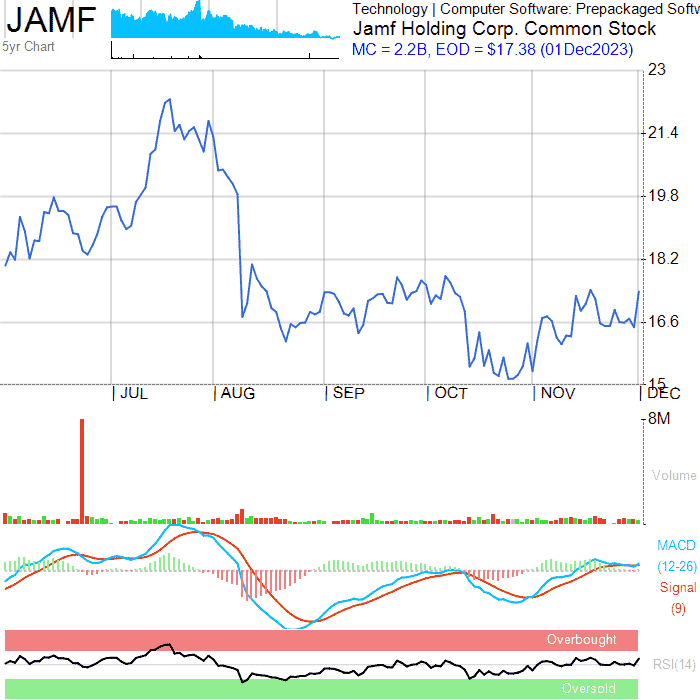 JAMF
Technology | Computer Software: Prepackaged Softw
Jamf Holding Corp. Common Stock
5yr Chart
MC = 2.2B, EOD = $17.38 (01Dec2023)
23
21.4
19.8
18.2
16.6
15
| JUL | AUG | SEP | OCT | NOV | DEC
8M
Volume
MACD
(12-26)
Signal
(9)
Overbought
RSI(14)
Oversold